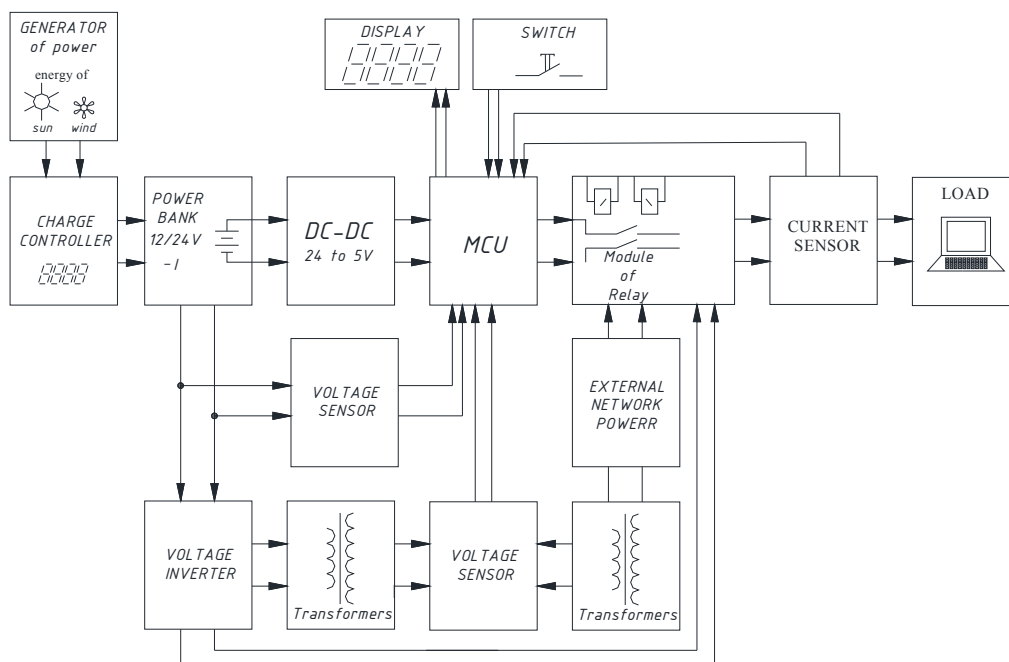 GENERATOR
of power
energy of
sun wind
DISPLAY
SWITCH
CHARGE
CONTROLLER
POWER
BANK
12/24V
-1
DC-DC
24 to 5V
MCU
Module
of
Relay
CURRENT
SENSOR
LOAD
VOLTAGE
SENSOR
EXTERNAL
NETWORK
POWERR
VOLTAGE
INVERTER
Transformers
VOLTAGE
SENSOR
Transformers